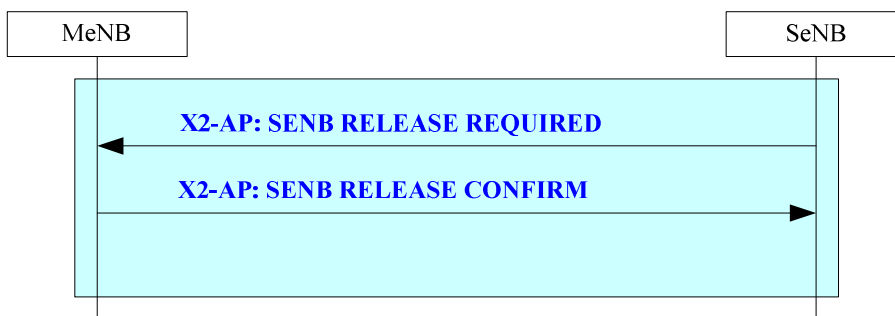 MeNB
SeNB
X2-AP: SENB RELEASE REQUIRED
X2-AP: SENB RELEASE CONFIRM